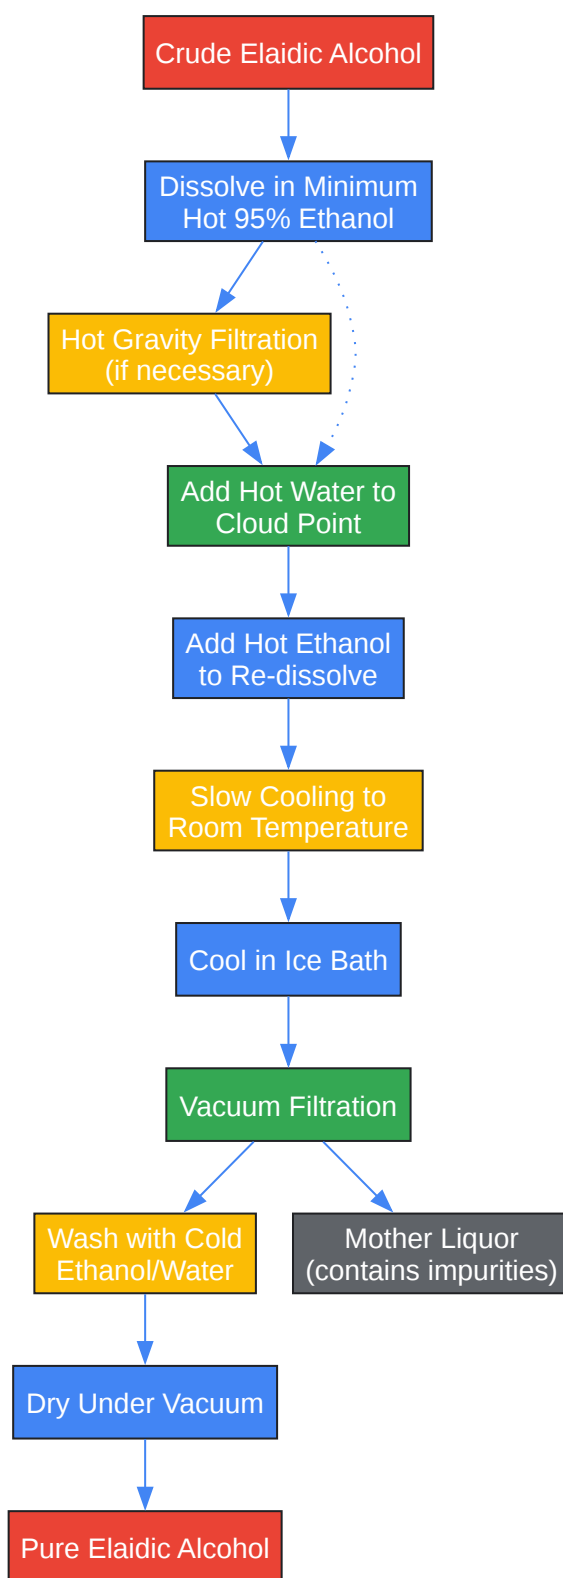 Crude Elaidic Alcohol
Dissolve in Minimum
Hot 95% Ethanol
Hot Gravity Filtration
(if necessary)
Add Hot Water to
Cloud Point
Add Hot Ethanol
to Re-dissolve
Slow Cooling to
Room Temperature
Cool in Ice Bath
Vacuum Filtration
Wash with Cold
Ethanol/Water
Mother Liquor
(contains impurities)
Dry Under Vacuum
Pure Elaidic Alcohol